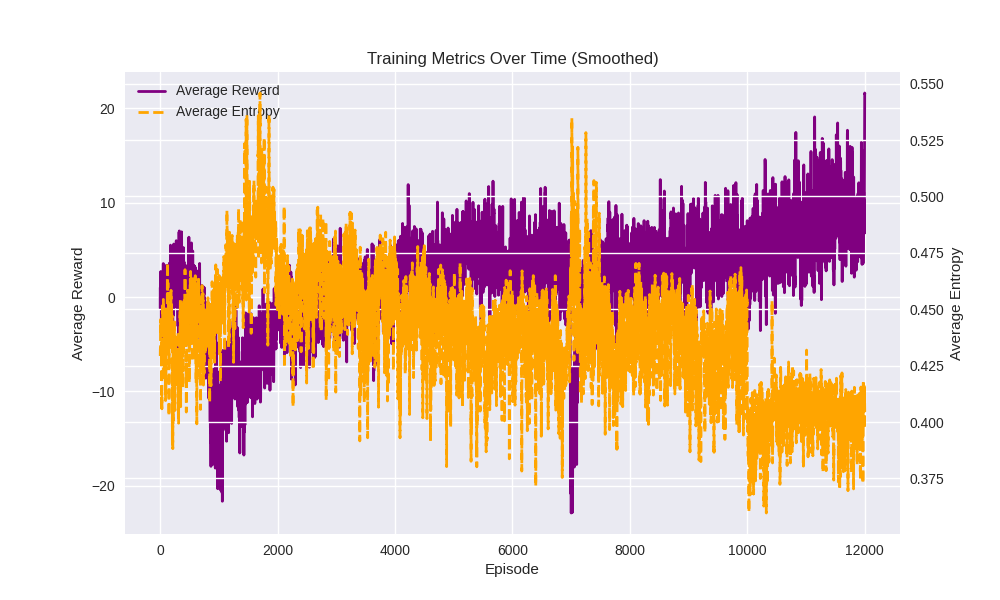 Training Metrics Over Time (Smoothed)
Average Reward
Average Entropy
20
10
0
−10
−20
Average Reward
0.550
0.525
0.500
0.475
0.450
0.425
0.400
0.375
Average Entropy
0 2000 4000 6000 8000 10000 12000
Episode